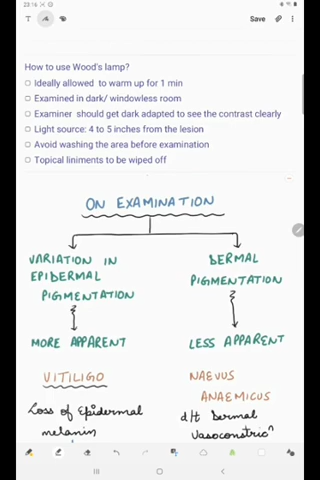 22:16
Save
How to use Wood's lamp?
Ideally allowed to warm up for 1 min
Examined in dark/ windowless room
Examiner should get dark adapted to see the contrast clearly
Light source: 4 to 5 inches from the lesion
Avoid washing the area before examination
Topical liniments to be wiped off
ON EXAMINATION
VARIATION IN
EPIDERMAL
PIGMENTATION
MORE APPARENT
VITILIGO
Loss of Epidermal
melanin
DERMAL
PIGMENTATION
LESS APPARENT
NAEVUS
ANAEMICUS
d/t Dermal
Vasoconstricⁿ